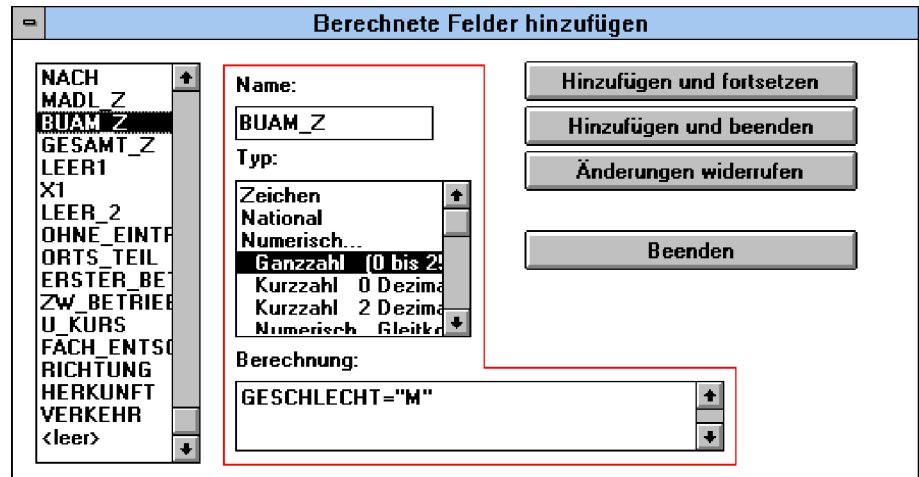 Berechnete Felder hinzufügen
NACH
MADL_Z
BUAM_Z
GESAMT_Z
LEER1
X1
LEER_2
OHNE_EINTR
ORTS_TEIL
ERSTER_BET
ZW_BETRIEB
U_KURS
FACH_ENTSC
RICHTUNG
HERKUNFT
VERKEHR
<leer>
Name:
BUAM_Z
Typ:
Zeichen
National
Numerisch...
Ganzzahl (0 bis 25
Kurzzahl 0 Dezima
Kurzzahl 2 Dezima
Numerisch Gleitko
Berechnung:
GESCHLECHT="M"
Hinzufügen und fortsetzen
Hinzufügen und beenden
Änderungen widerrufen
Beenden